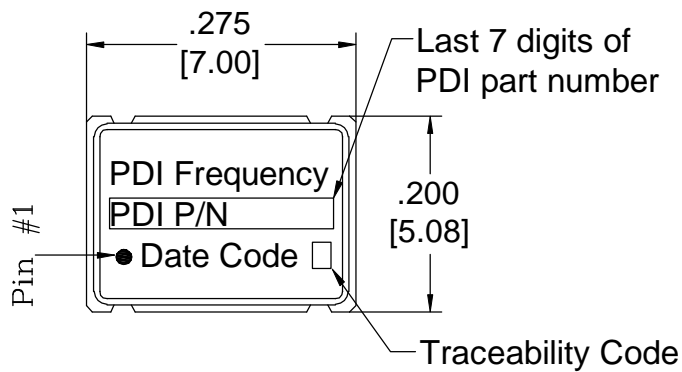 .275
[7.00]
Last 7 digits of
PDI part number
PDI Frequency
PDI P/N
Date Code
.200
[5.08]
Pin #1
Traceability Code